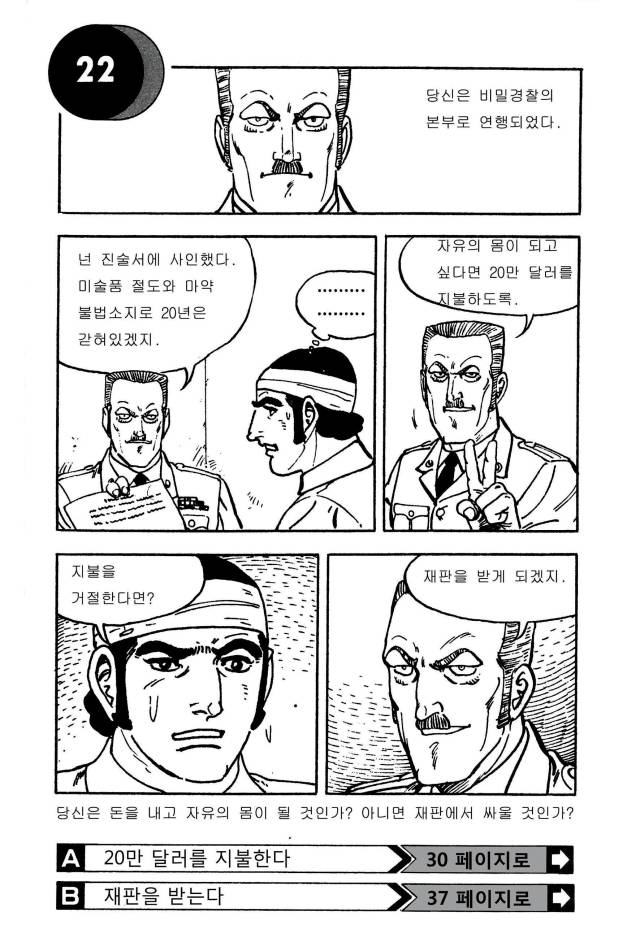 22
당신은 비밀경찰의
본부로 연행되었다.
넌 진술서에 사인했다.
미술품 절도와 마약
불법소지로 20년은
갇혀있겠지.
·········
·········
자유의 몸이 되고
싶다면 20만 달러를
지불하도록.
지불을
거절한다면?
재판을 받게 되겠지.
당신은 돈을 내고 자유의 몸이 될 것인가? 아니면 재판에서 싸울 것인가?
A 20만 달러를 지불한다 30 페이지로
B 재판을 받는다 37 페이지로